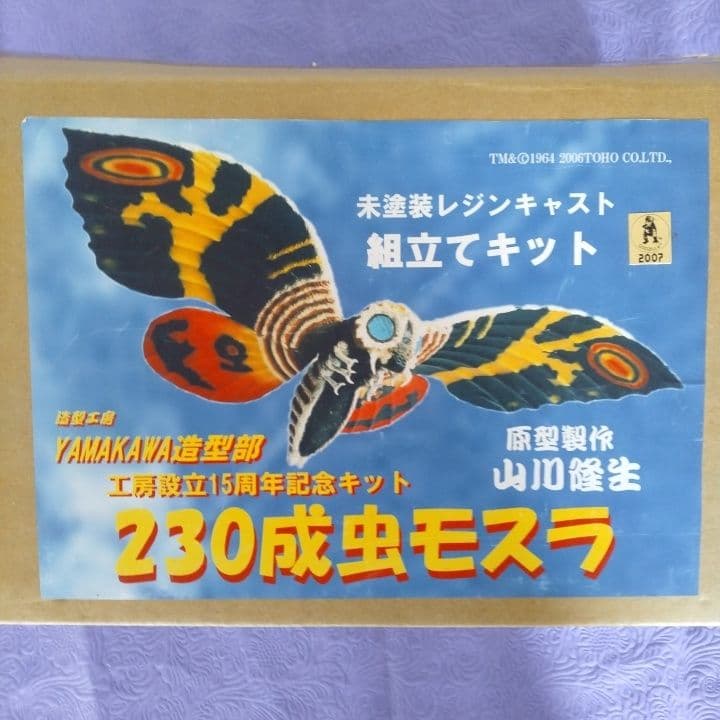 TM&©1964 2006TOHO CO.LTD.,
未塗装レジンキャスト
組立てキット
2007
造型工房
YAMAKAWA造型部
工房設立15周年記念キット
原型製作
山川隆生
230成虫モスラ